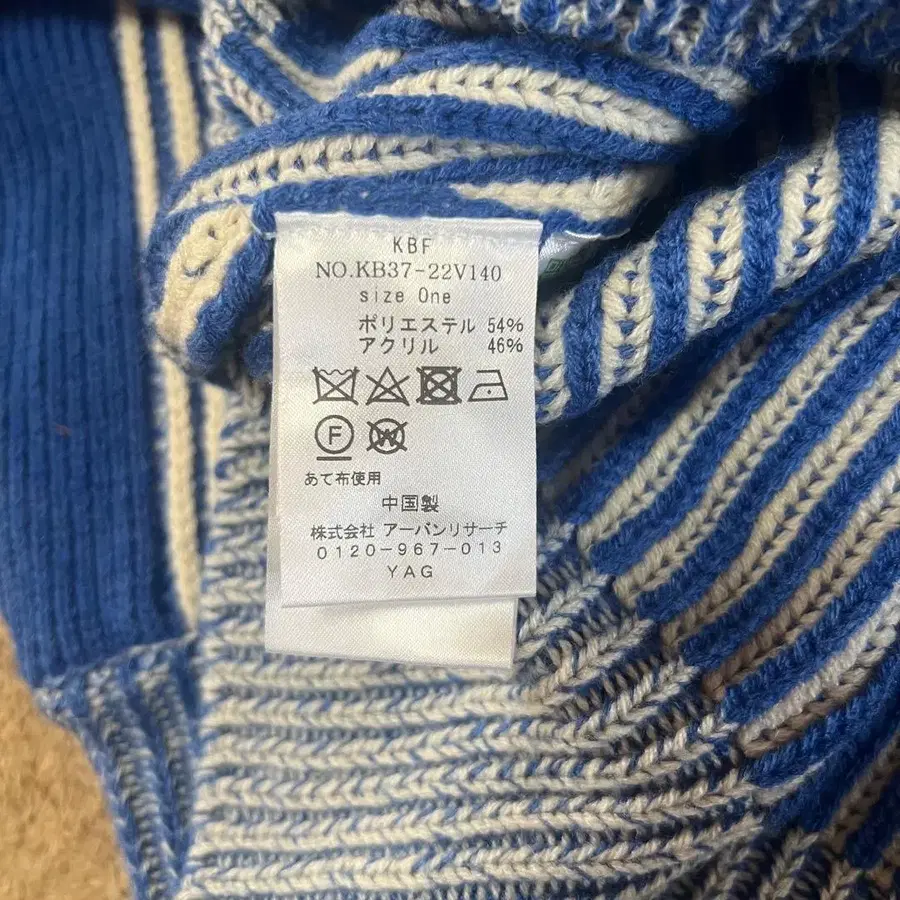 KBF
NO.KB37-22V140
size One
ポリエステル 54%
アクリル 46%
F W
あて布使用
中国製
株式会社 アーバンリサーチ
0120-967-013
YAG